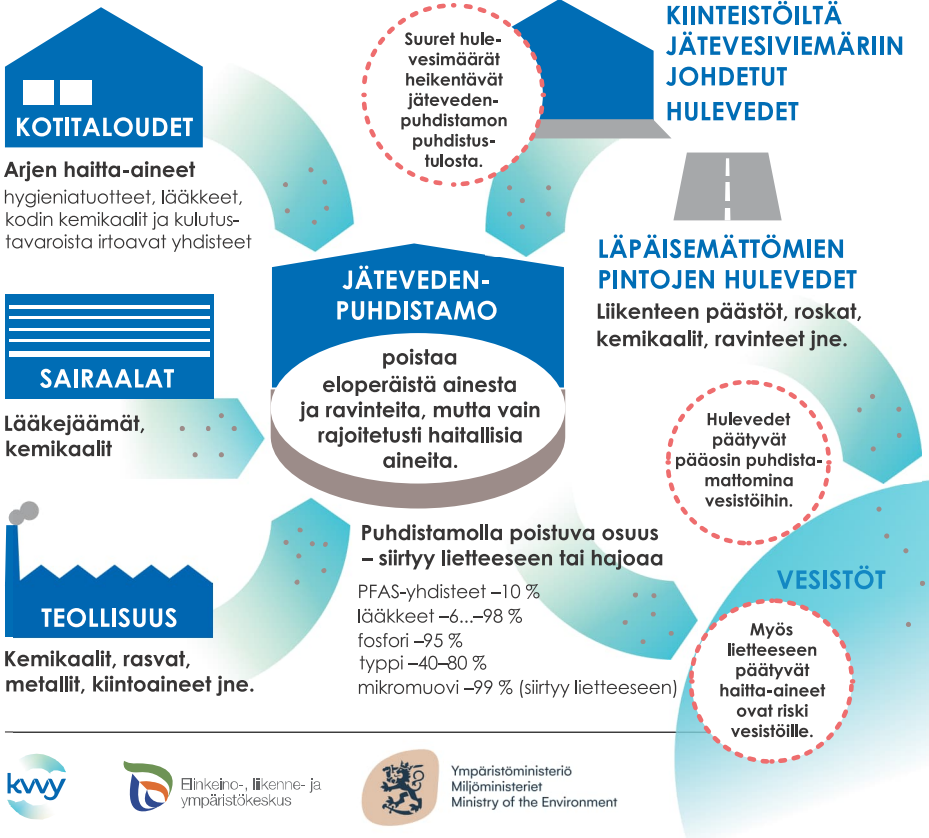 KOTITALOUDET
Arjen haitta-aineet
hygieniatuotteet, lääkkeet,
kodin kemikaalit ja kulutus-
tavaroista irtoavat yhdisteet
Suuret hule-
vesimäärät
heikentävät
jäteveden-
puhdistamon
puhdistus-
tulosta.
KIINTEISTÖILTÄ
JÄTEVESIVIEMÄRIIN
JOHDETUT
HULEVEDET
SAIRAALAT
Lääkejäämät,
kemikaalit
JÄTEVEDEN-
PUHDISTAMO
poistaa
eloperäistä ainesta
ja ravinteita, mutta vain
rajoitetusti haitallisia
aineita.
LÄPÄISEMÄTTÖMIEN
PINTOJEN HULEVEDET
Liikenteen päästöt, roskat,
kemikaalit, ravinteet jne.
Hulevedet
päätyvät
pääosin puhdista-
mattomina
vesistöihin.
TEOLLISUUS
Kemikaalit, rasvat,
metallit, kiintoaineet jne.
Puhdistamolla poistuva osuus
– siirtyy lietteeseen tai hajoaa
PFAS-yhdisteet –10 %
lääkkeet –6...–98 %
fosfori –95 %
typpi –40–80 %
mikromuovi –99 % (siirtyy lietteeseen)
VESISTÖT
Myös
lietteeseen
päätyvät
haitta-aineet
ovat riski
vesistöille.
kvvy
Elinkeino-, liikenne- ja
ympäristökeskus
Ympäristöministeriö
Miljöministeriet
Ministry of the Environment